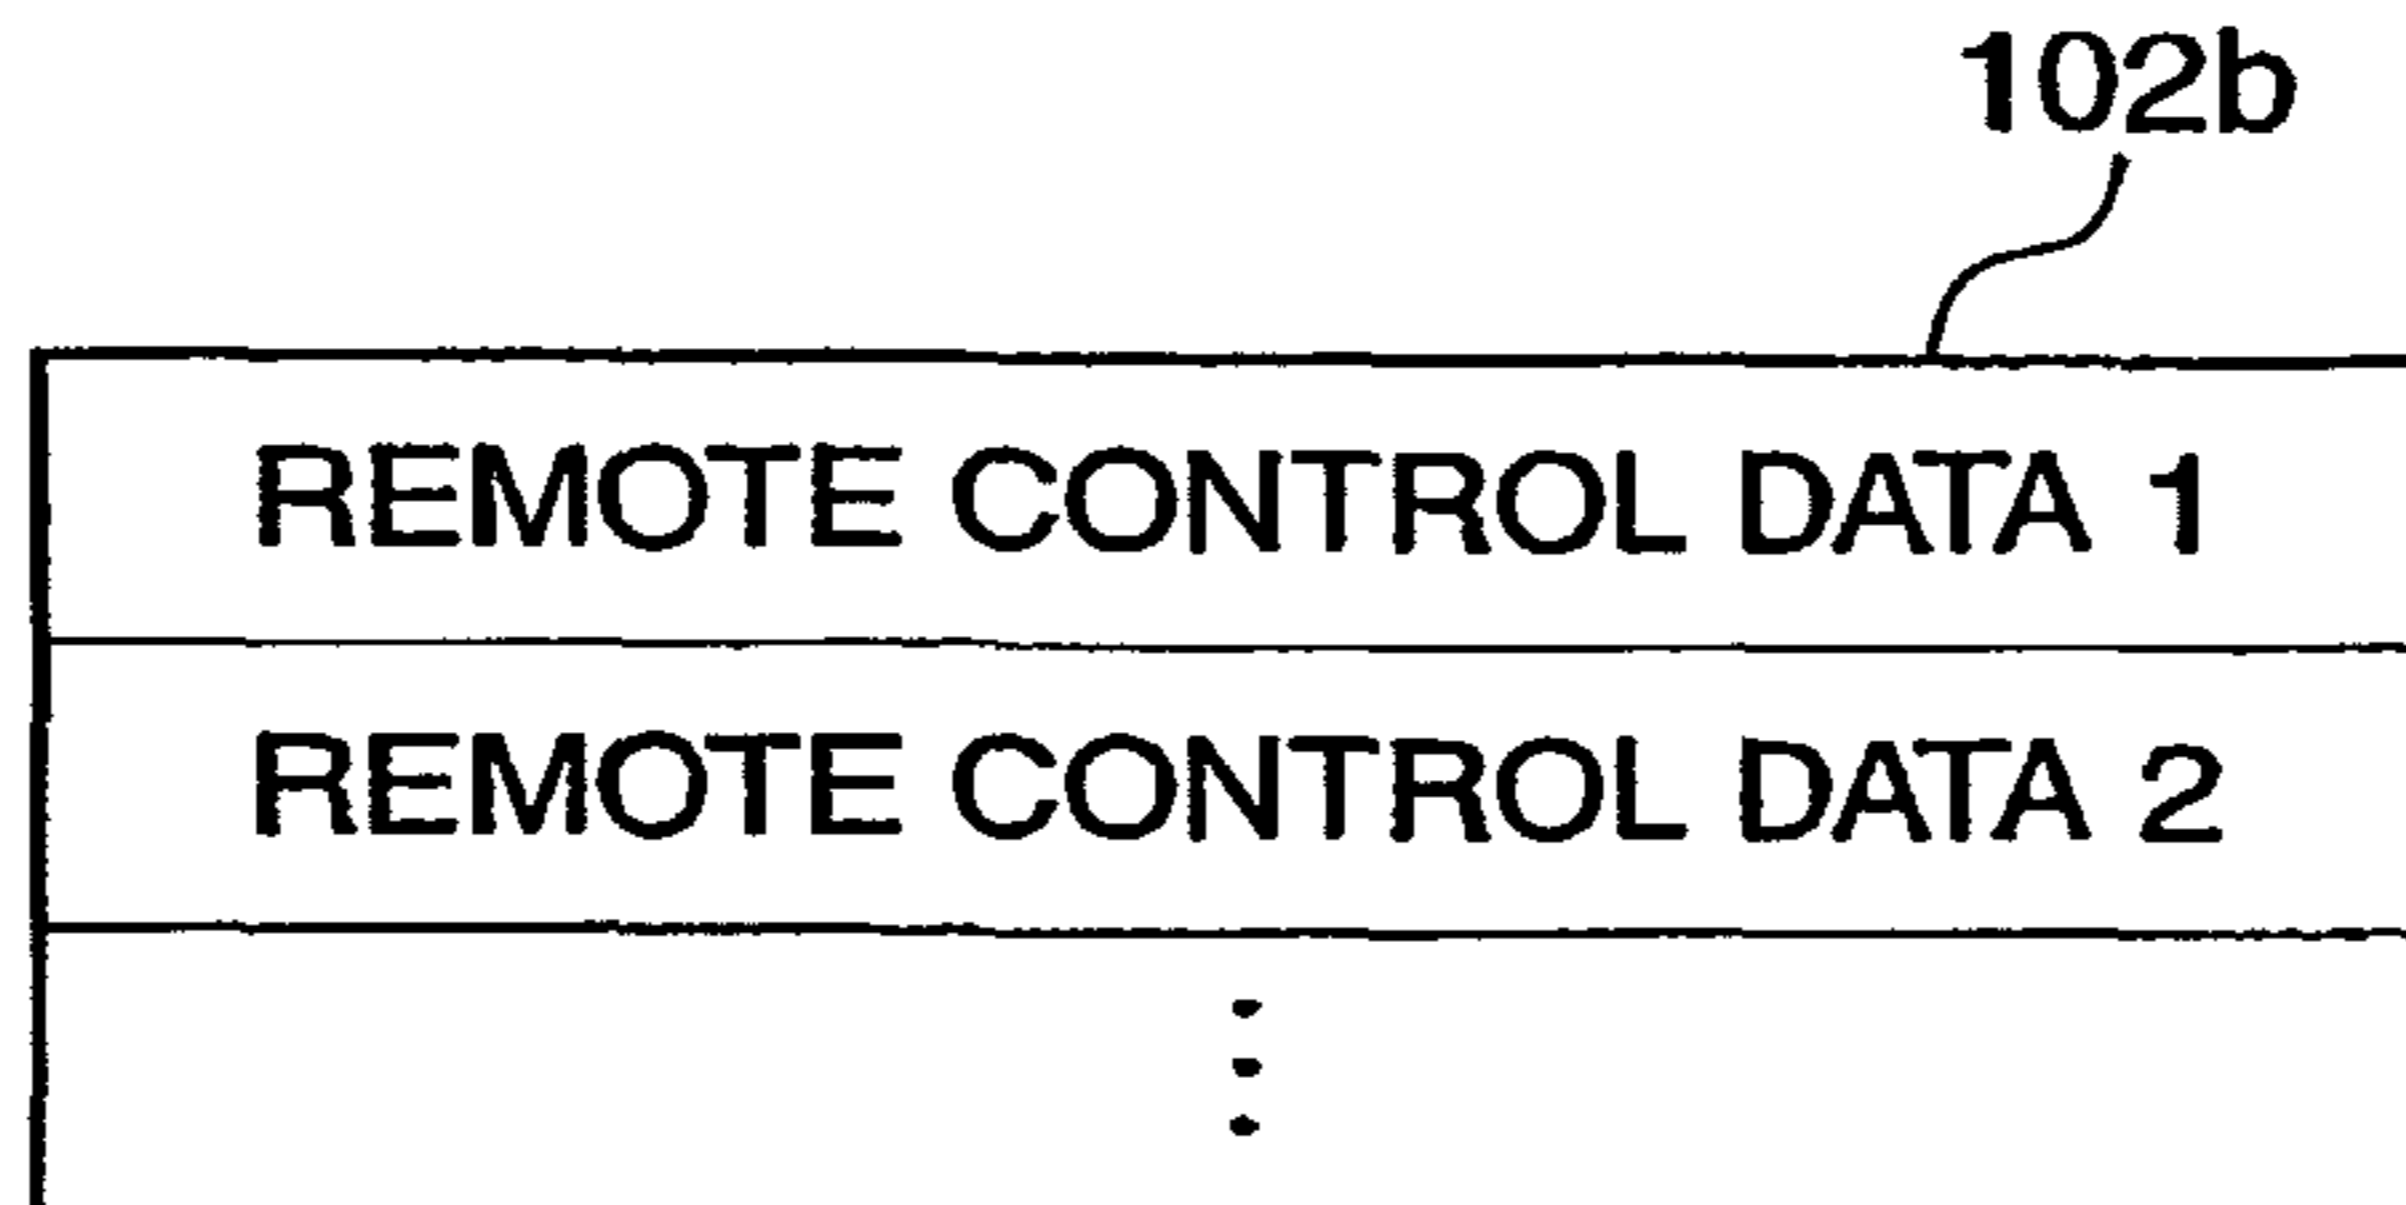 102b
REMOTE CONTROL DATA 1
REMOTE CONTROL DATA 2